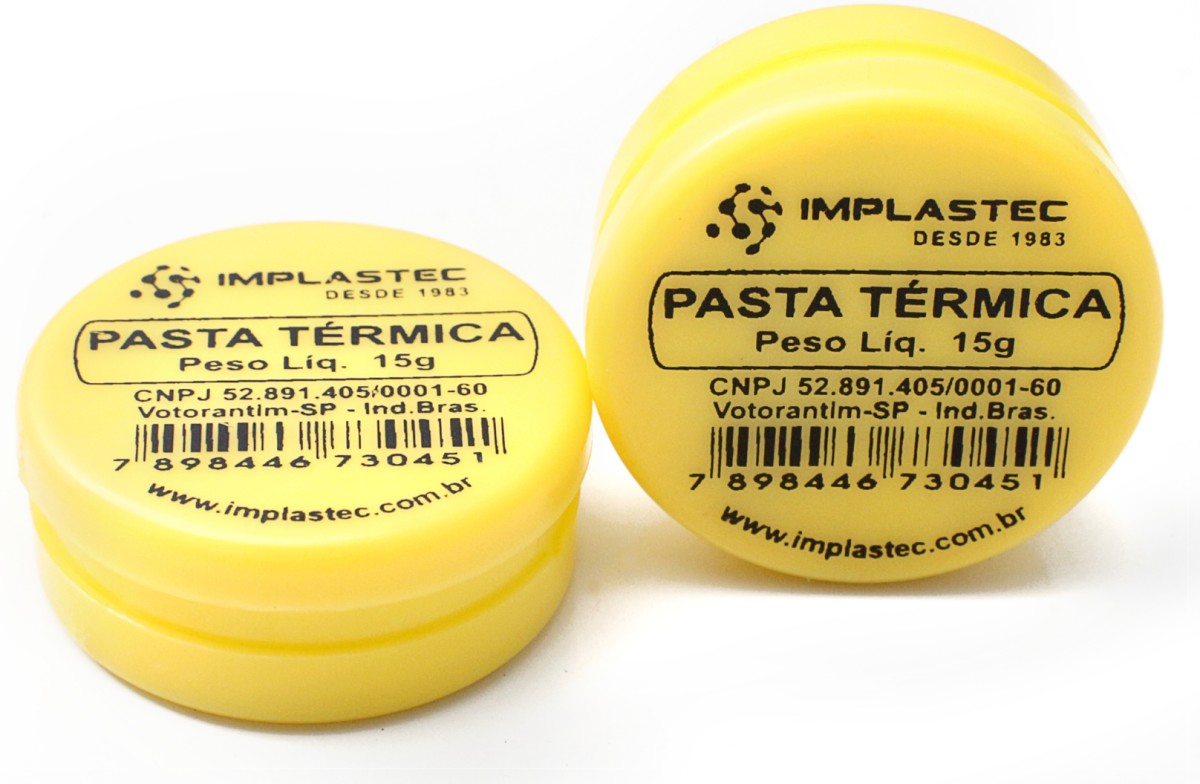 IMPLASTEC
DESDE 1983
PASTA TÉRMICA
Peso Líq. 15g
CNPJ 52.891.405/0001-60
Votorantim-SP - Ind.Bras.
7 898446 730451
www.implastec.com.br
IMPLASTEC
DESDE 1983
PASTA TÉRMICA
Peso Líq. 15g
CNPJ 52.891.405/0001-60
Votorantim-SP - Ind.Bras.
7 898446 730451
www.implastec.com.br